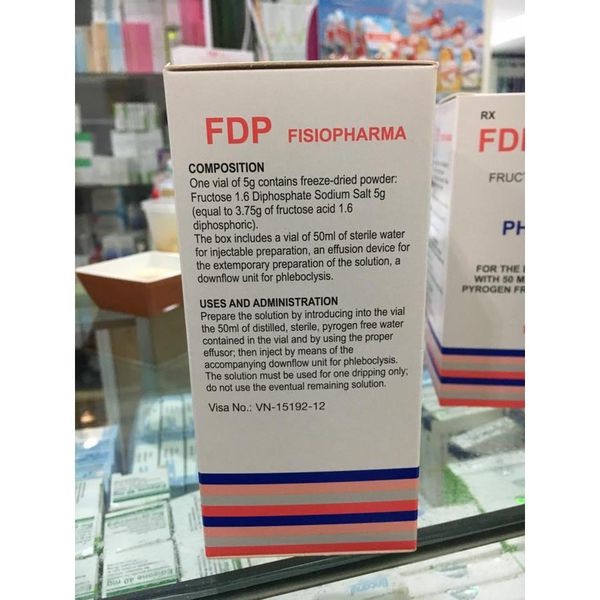 FDP FISIOPHARMA
COMPOSITION
One vial of 5g contains freeze-dried powder:
Fructose 1.6 Diphosphate Sodium Salt 5g
(equal to 3.75g of fructose acid 1.6
diphosphoric).
The box includes a vial of 50ml of sterile water
for injectable preparation, an effusion device for
the extemporary preparation of the solution, a
downflow unit for phleboclysis.
USES AND ADMINISTRATION
Prepare the solution by introducing into the vial
the 50ml of distilled, sterile, pyrogen free water
contained in the vial and by using the proper
effusor; then inject by means of the
accompanying downflow unit for phleboclysis.
The solution must be used for one dripping only;
do not use the eventual remaining solution.
Visa No.: VN-15192-12
RX
FD
FRUCT
PH
FOR THE
WITH 50 M
PYROGEN FR
40 mg